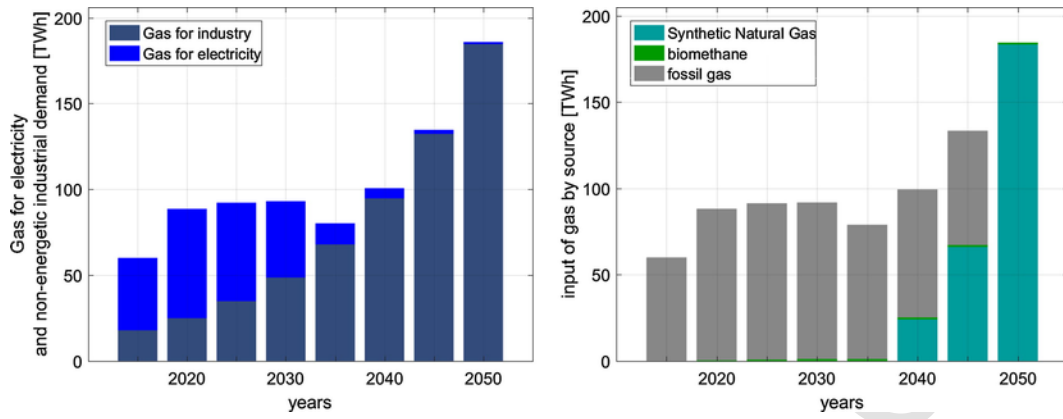 Gas for electricity
and non-energetic industrial demand [TWh]
200
150
100
50
0
Gas for industry
Gas for electricity
2020
2030
2040
2050
years
input of gas by source [TWh]
200
150
100
50
0
Synthetic Natural Gas
biomethane
fossil gas
2020
2030
2040
2050
years